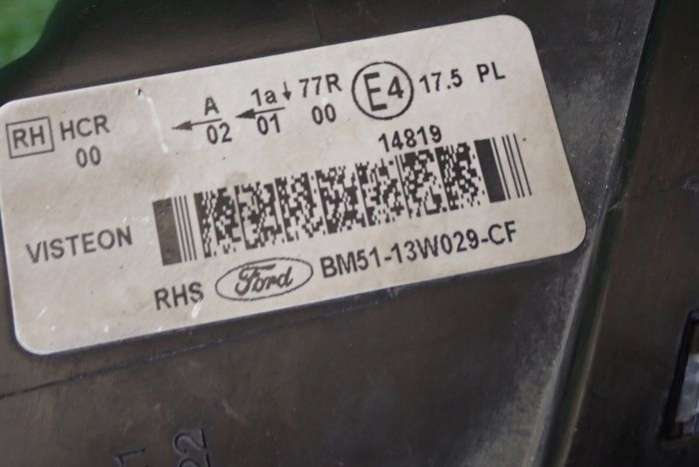 RH HCR A 1a↓ 77R E4 17.5 PL
00 ← 02 ← 01 00
14819
VISTEON
RHS Ford BM51-13W029-CF
22